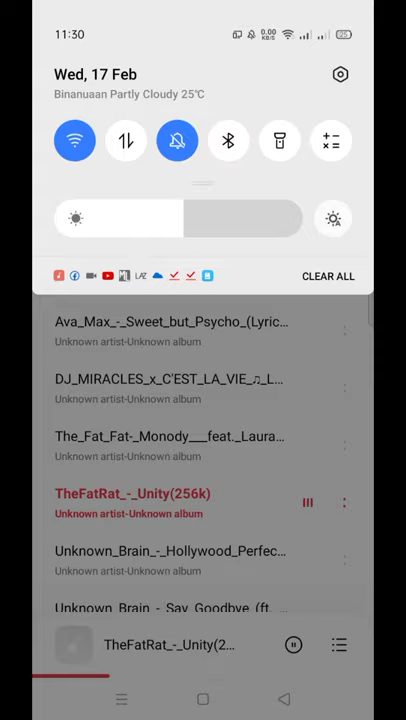 11:30
0.00
KB/S
25
Wed, 17 Feb
Binanuaan Partly Cloudy 25℃
LAZ
CLEAR ALL
Ava_Max_-_Sweet_but_Psycho_(Lyric...
Unknown artist-Unknown album
DJ_MIRACLES_x_C'EST_LA_VIE_♫_L...
Unknown artist-Unknown album
The_Fat_Fat-_Monody___feat._Laura...
Unknown artist-Unknown album
TheFatRat_-_Unity(256k)
Unknown artist-Unknown album
Unknown_Brain_-_Hollywood_Perfec...
Unknown artist-Unknown album
Unknown_Brain_-_Say_Goodbye_(ft._
TheFatRat_-_Unity(2...